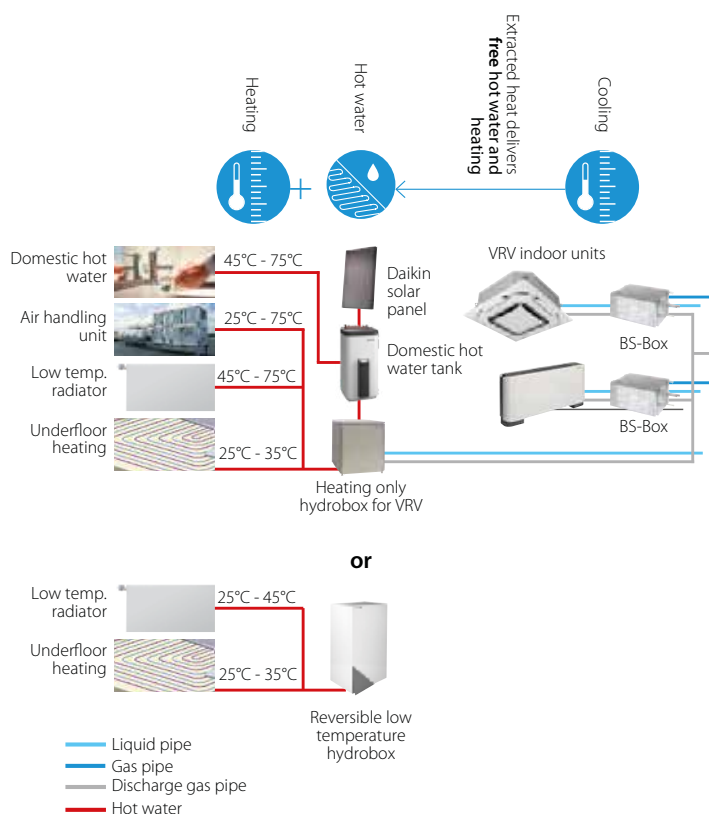 Heating
Hot water
Extracted heat delivers
free hot water and
heating
Cooling
Domestic hot
water
45°C - 75°C
Air handling
unit
25°C - 75°C
Low temp.
radiator
45°C - 75°C
Underfloor
heating
25°C - 35°C
Daikin
solar
panel
Domestic hot
water tank
Heating only
hydrobox for VRV
VRV indoor units
BS-Box
BS-Box
or
Low temp.
radiator
25°C - 45°C
Underfloor
heating
25°C - 35°C
Reversible low
temperature
hydrobox
Liquid pipe
Gas pipe
Discharge gas pipe
Hot water